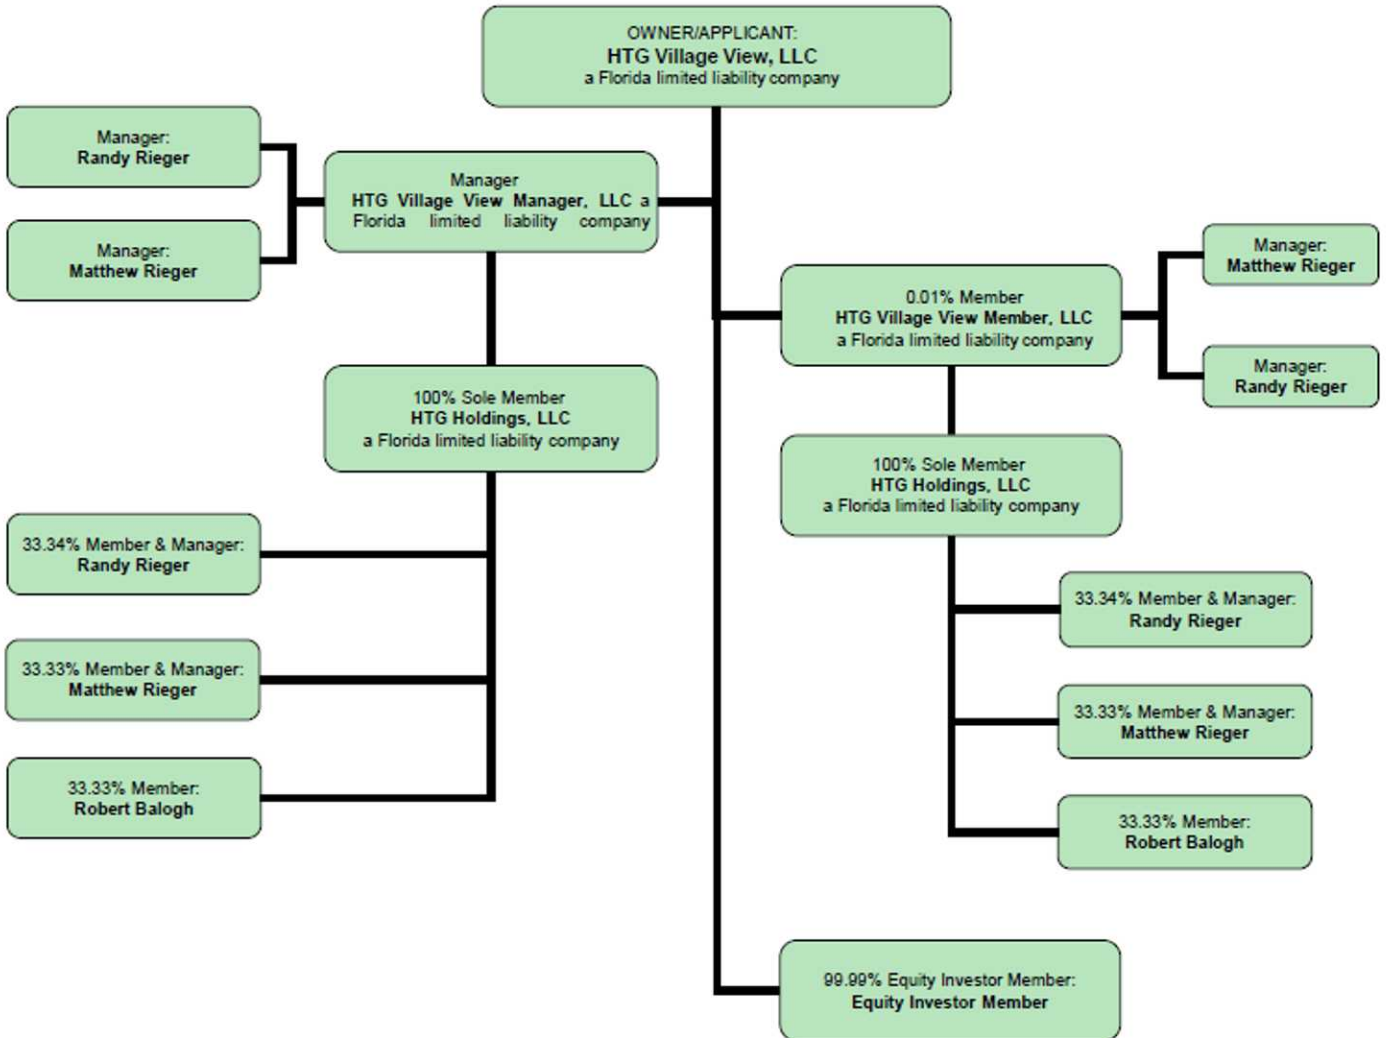 OWNER/APPLICANT:
HTG Village View, LLC
a Florida limited liability company
Manager:
Randy Rieger
Manager:
Matthew Rieger
Manager
HTG Village View Manager, LLC a
Florida limited liability company
0.01% Member
HTG Village View Member, LLC
a Florida limited liability company
Manager:
Matthew Rieger
Manager:
Randy Rieger
100% Sole Member
HTG Holdings, LLC
a Florida limited liability company
100% Sole Member
HTG Holdings, LLC
a Florida limited liability company
33.34% Member & Manager:
Randy Rieger
33.33% Member & Manager:
Matthew Rieger
33.33% Member:
Robert Balogh
33.34% Member & Manager:
Randy Rieger
33.33% Member & Manager:
Matthew Rieger
33.33% Member:
Robert Balogh
99.99% Equity Investor Member:
Equity Investor Member